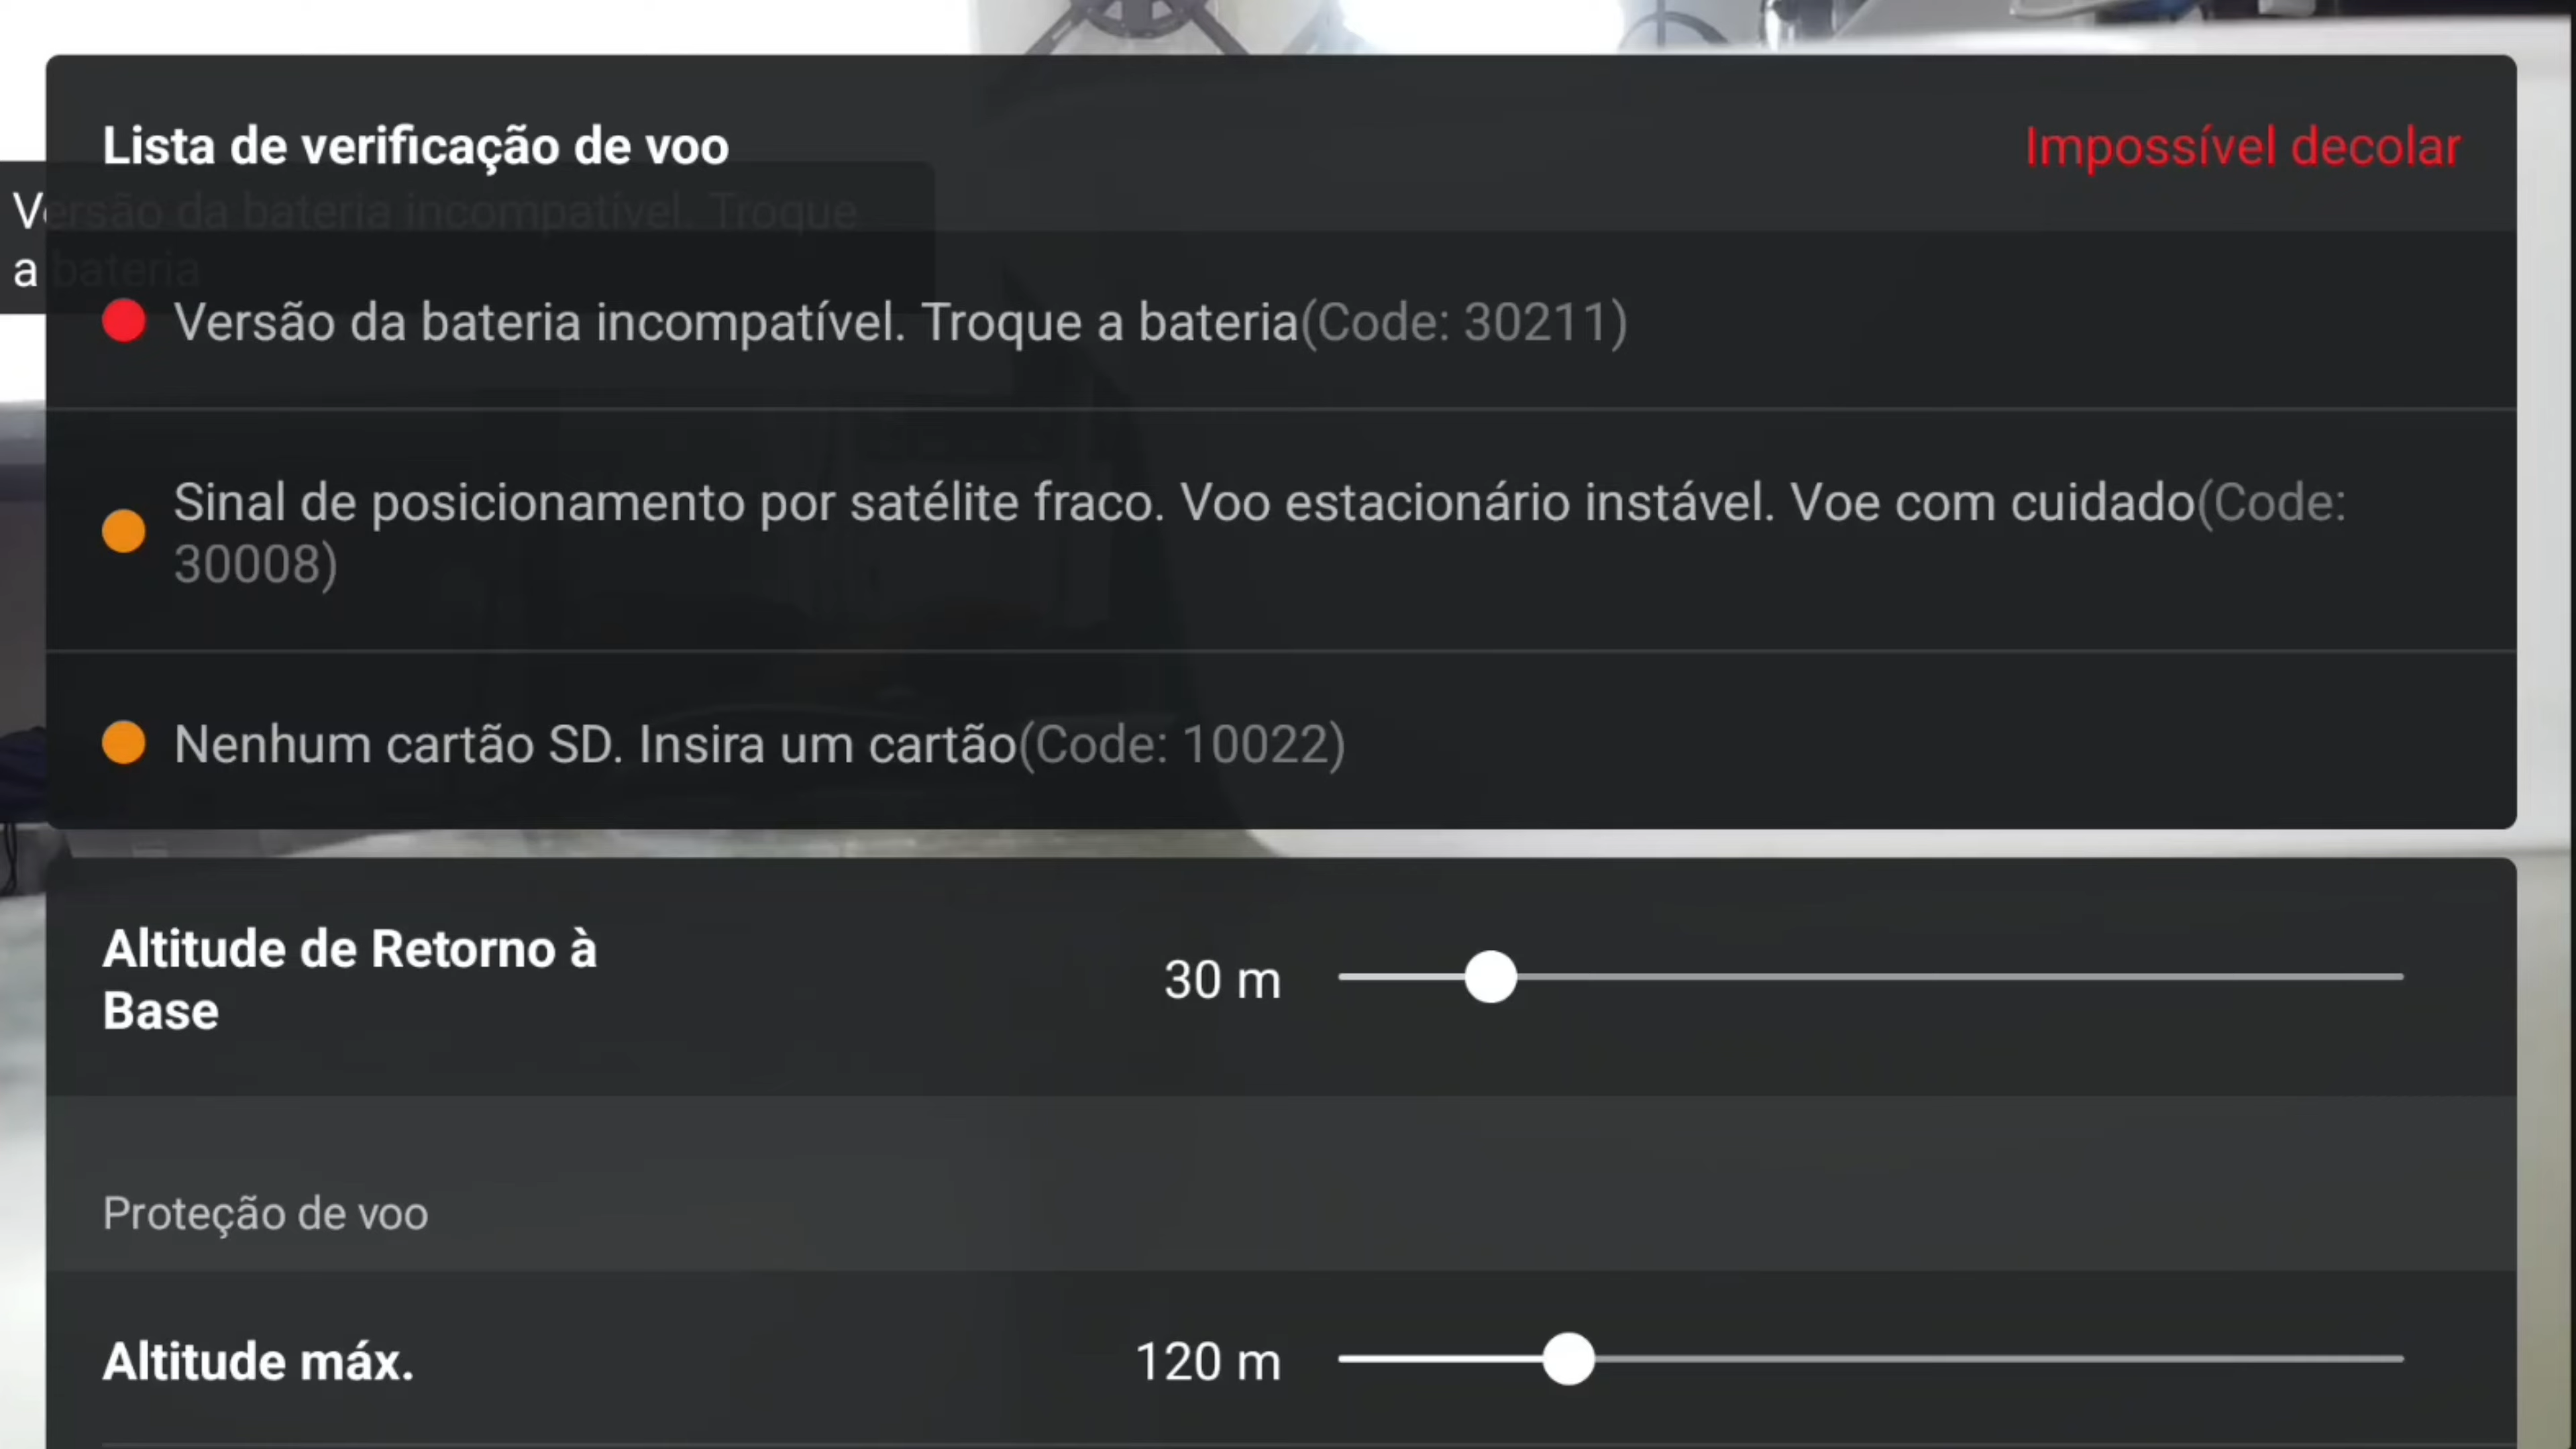 Lista de verificação de voo
Impossível decolar
Versão da bateria incompatível. Troque
a bateria
Versão da bateria incompatível. Troque a bateria(Code: 30211)
Sinal de posicionamento por satélite fraco. Voo estacionário instável. Voe com cuidado(Code:
30008)
Nenhum cartão SD. Insira um cartão(Code: 10022)
Altitude de Retorno à
Base
30 m
Proteção de voo
Altitude máx.
120 m